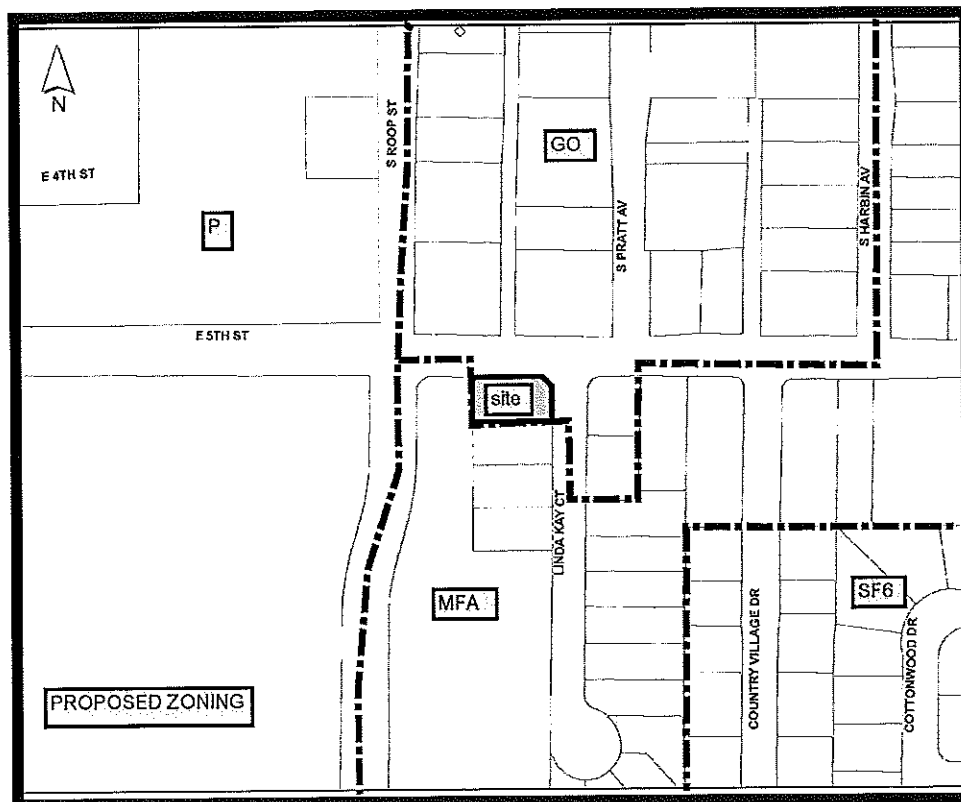 N
E 4TH ST
P
S ROOP ST
GO
S PRATT AV
S HARBIN AV
E 5TH ST
site
LINDA KAY CT
MFA
COUNTRY VILLAGE DR
SF6
COTTONWOOD DR
PROPOSED ZONING